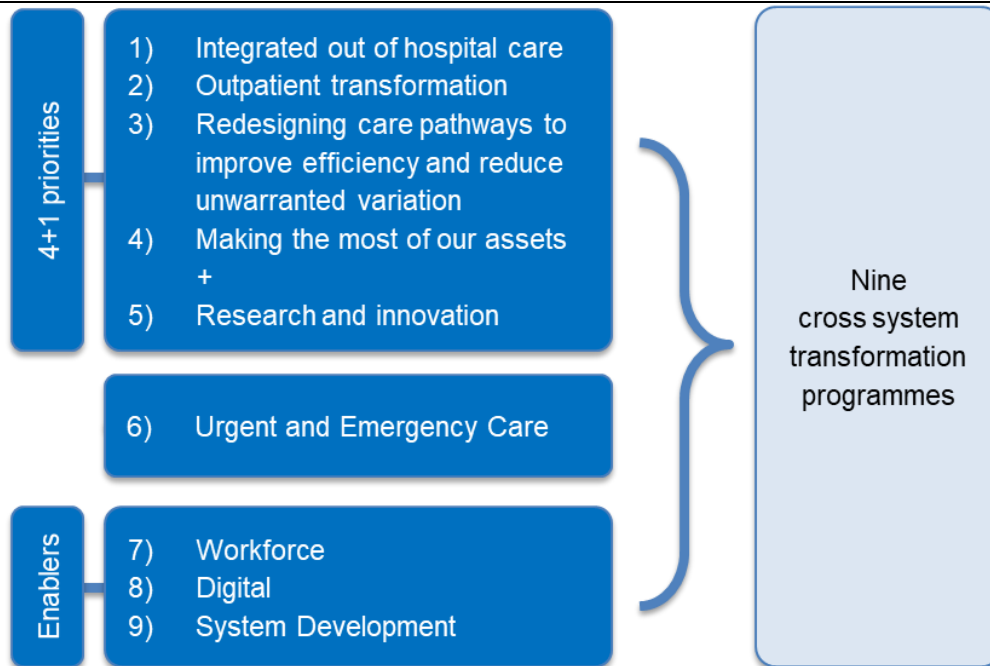 4+1 priorities
1) Integrated out of hospital care
2) Outpatient transformation
3) Redesigning care pathways to
improve efficiency and reduce
unwarranted variation
4) Making the most of our assets
+
5) Research and innovation
6) Urgent and Emergency Care
Enablers
7) Workforce
8) Digital
9) System Development
Nine
cross system
transformation
programmes